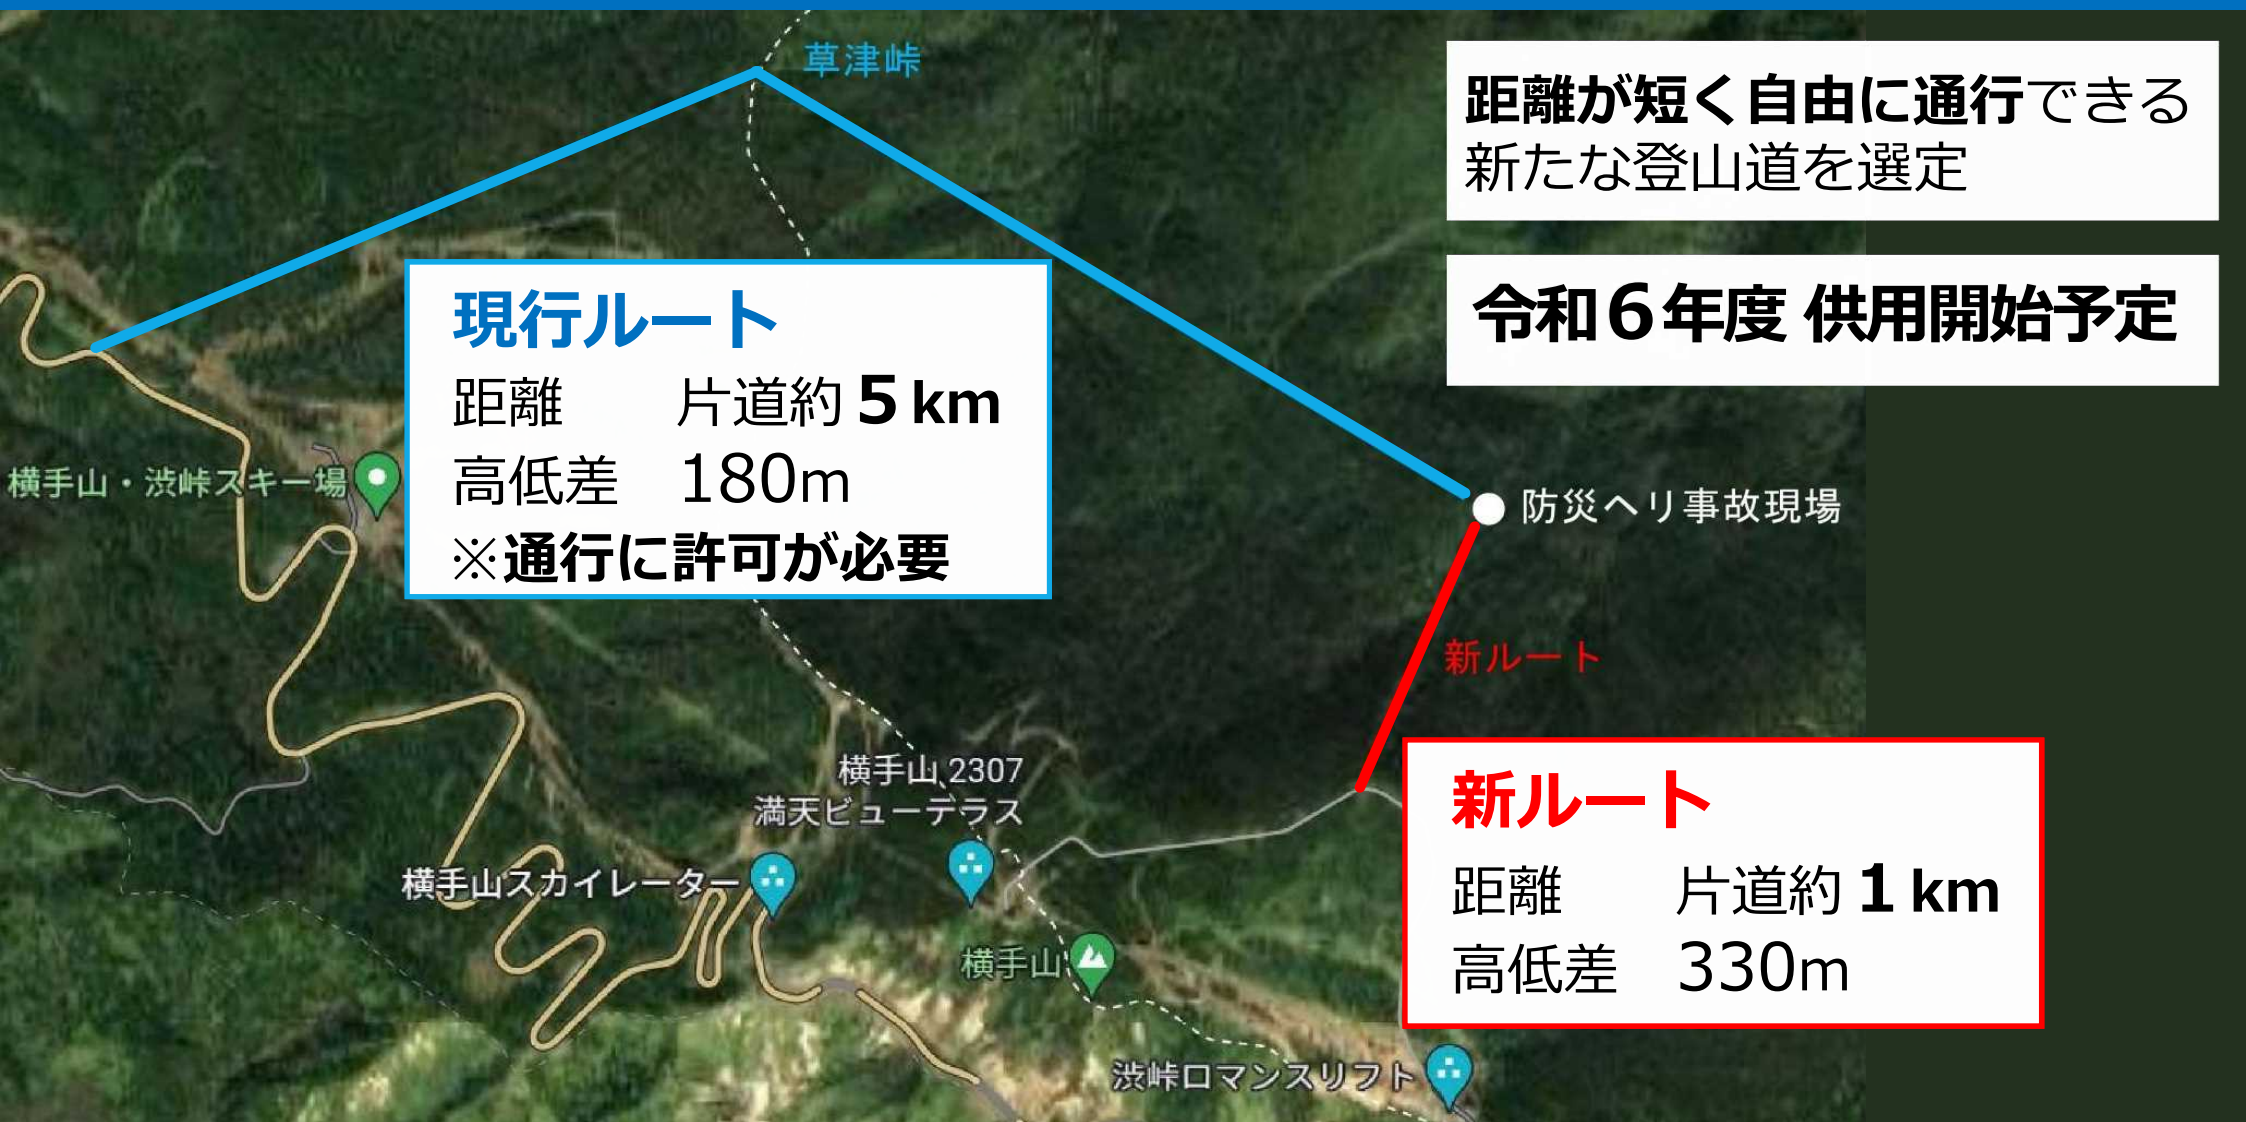 草津峠
距離が短く自由に通行できる
新たな登山道を選定
令和6年度 供用開始予定
現行ルート
距離 片道約 5 km
高低差 180m
※通行に許可が必要
横手山・渋峠スキー場
防災ヘリ事故現場
新ルート
横手山 2307
満天ビューテラス
横手山スカイレーター
横手山
新ルート
距離 片道約 1 km
高低差 330m
渋峠ロマンスリフト